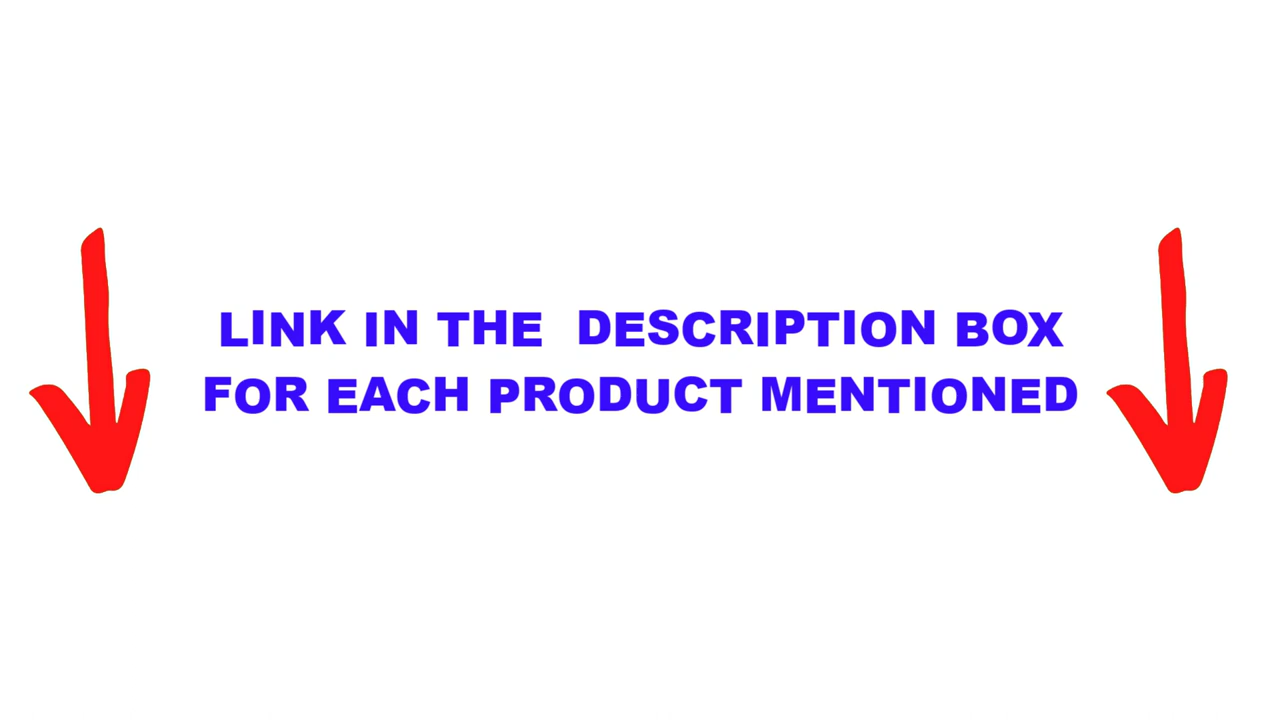 LINK IN THE DESCRIPTION BOX
FOR EACH PRODUCT MENTIONED